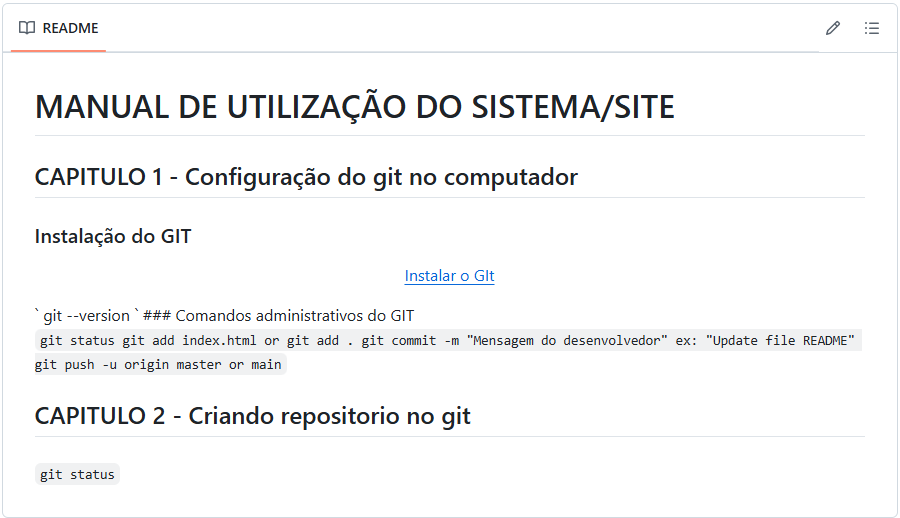 README
MANUAL DE UTILIZAÇÃO DO SISTEMA/SITE
CAPITULO 1 - Configuração do git no computador
Instalação do GIT
Instalar o GIt
` git --version ` ### Comandos administrativos do GIT
git status git add index.html or git add . git commit -m "Mensagem do desenvolvedor" ex: "Update file README"
git push -u origin master or main
CAPITULO 2 - Criando repositorio no git
git status